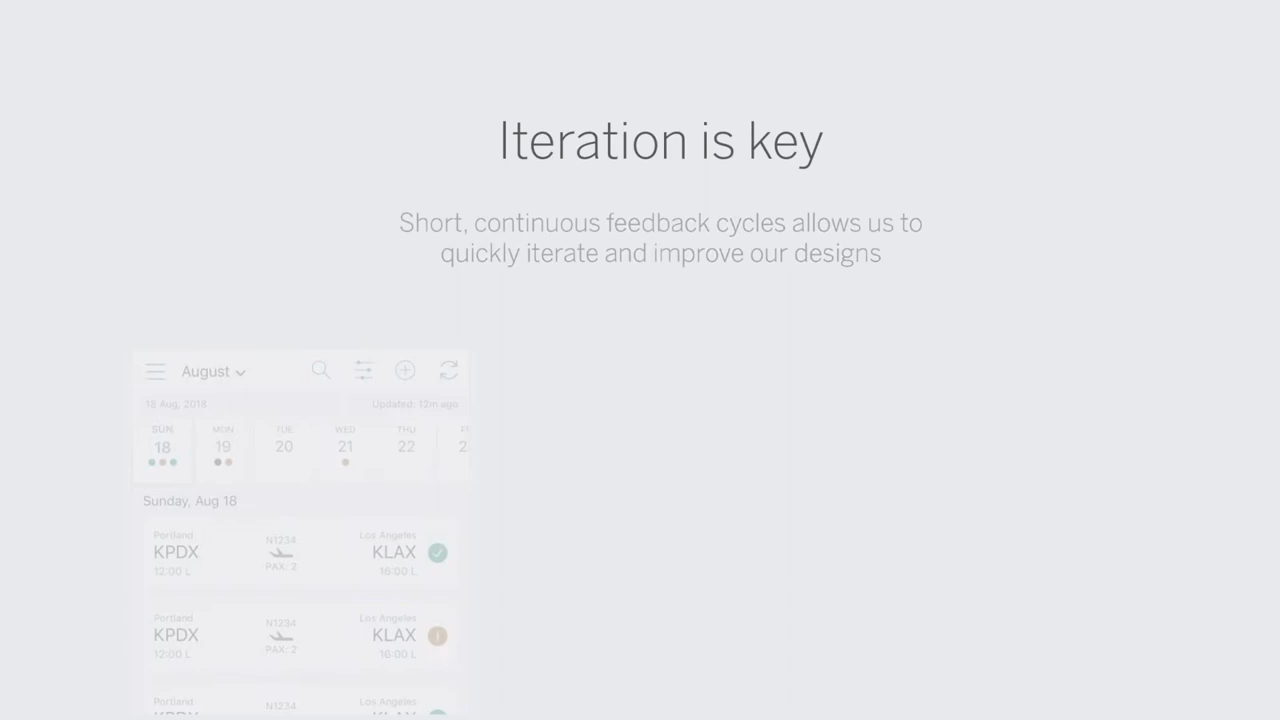 Iteration is key
Short, continuous feedback cycles allows us to
quickly iterate and improve our designs
August
18 Aug, 2018 Updated: 12m ago
SUN MON TUE WED THU
18 19 20 21 22
Sunday, Aug 18
Portland N1234 Los Angeles
KPDX KLAX
12:00 L PAX: 2 16:00 L
Portland N1234 Los Angeles
KPDX KLAX
12:00 L PAX: 2 16:00 L
Portland N1234 Los Angeles
KPDX KLAX